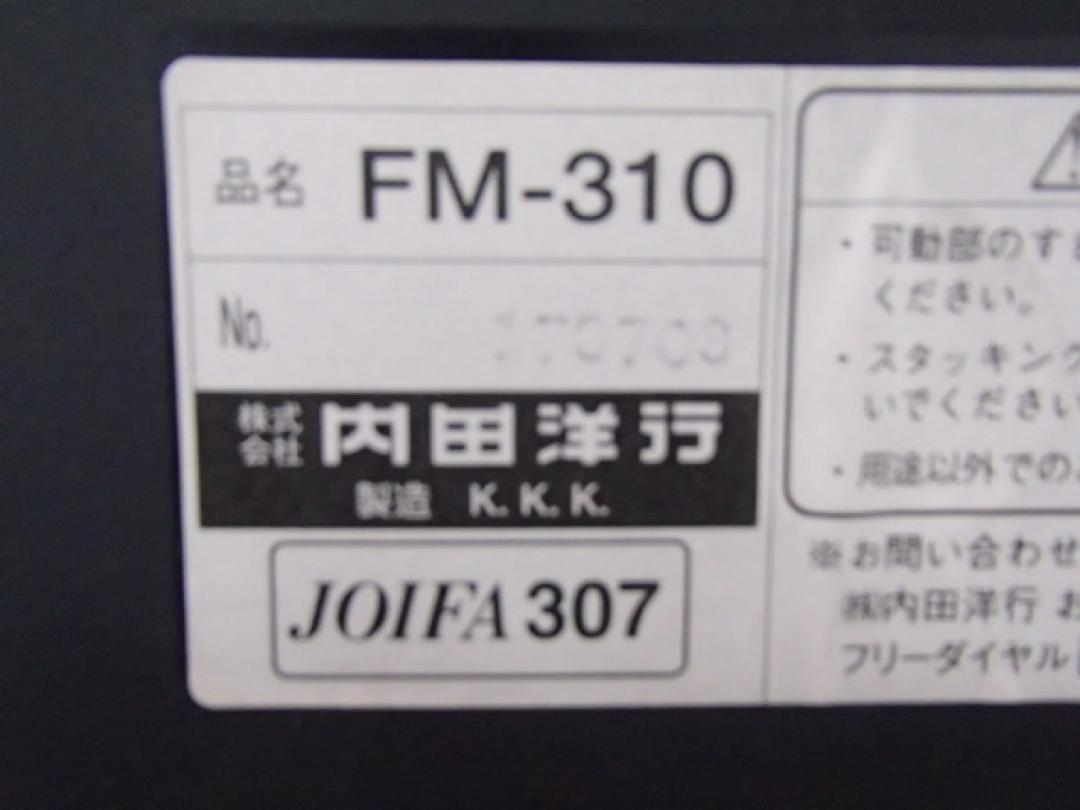 品名 FM-310
No.
株式会社 内田洋行
製造 K. K. K.
JOIFA 307
・可動部のす
ください。
・スタッキング
いでください
・用途以外での
※お問い合わせ
㈱内田洋行 お
フリーダイヤル